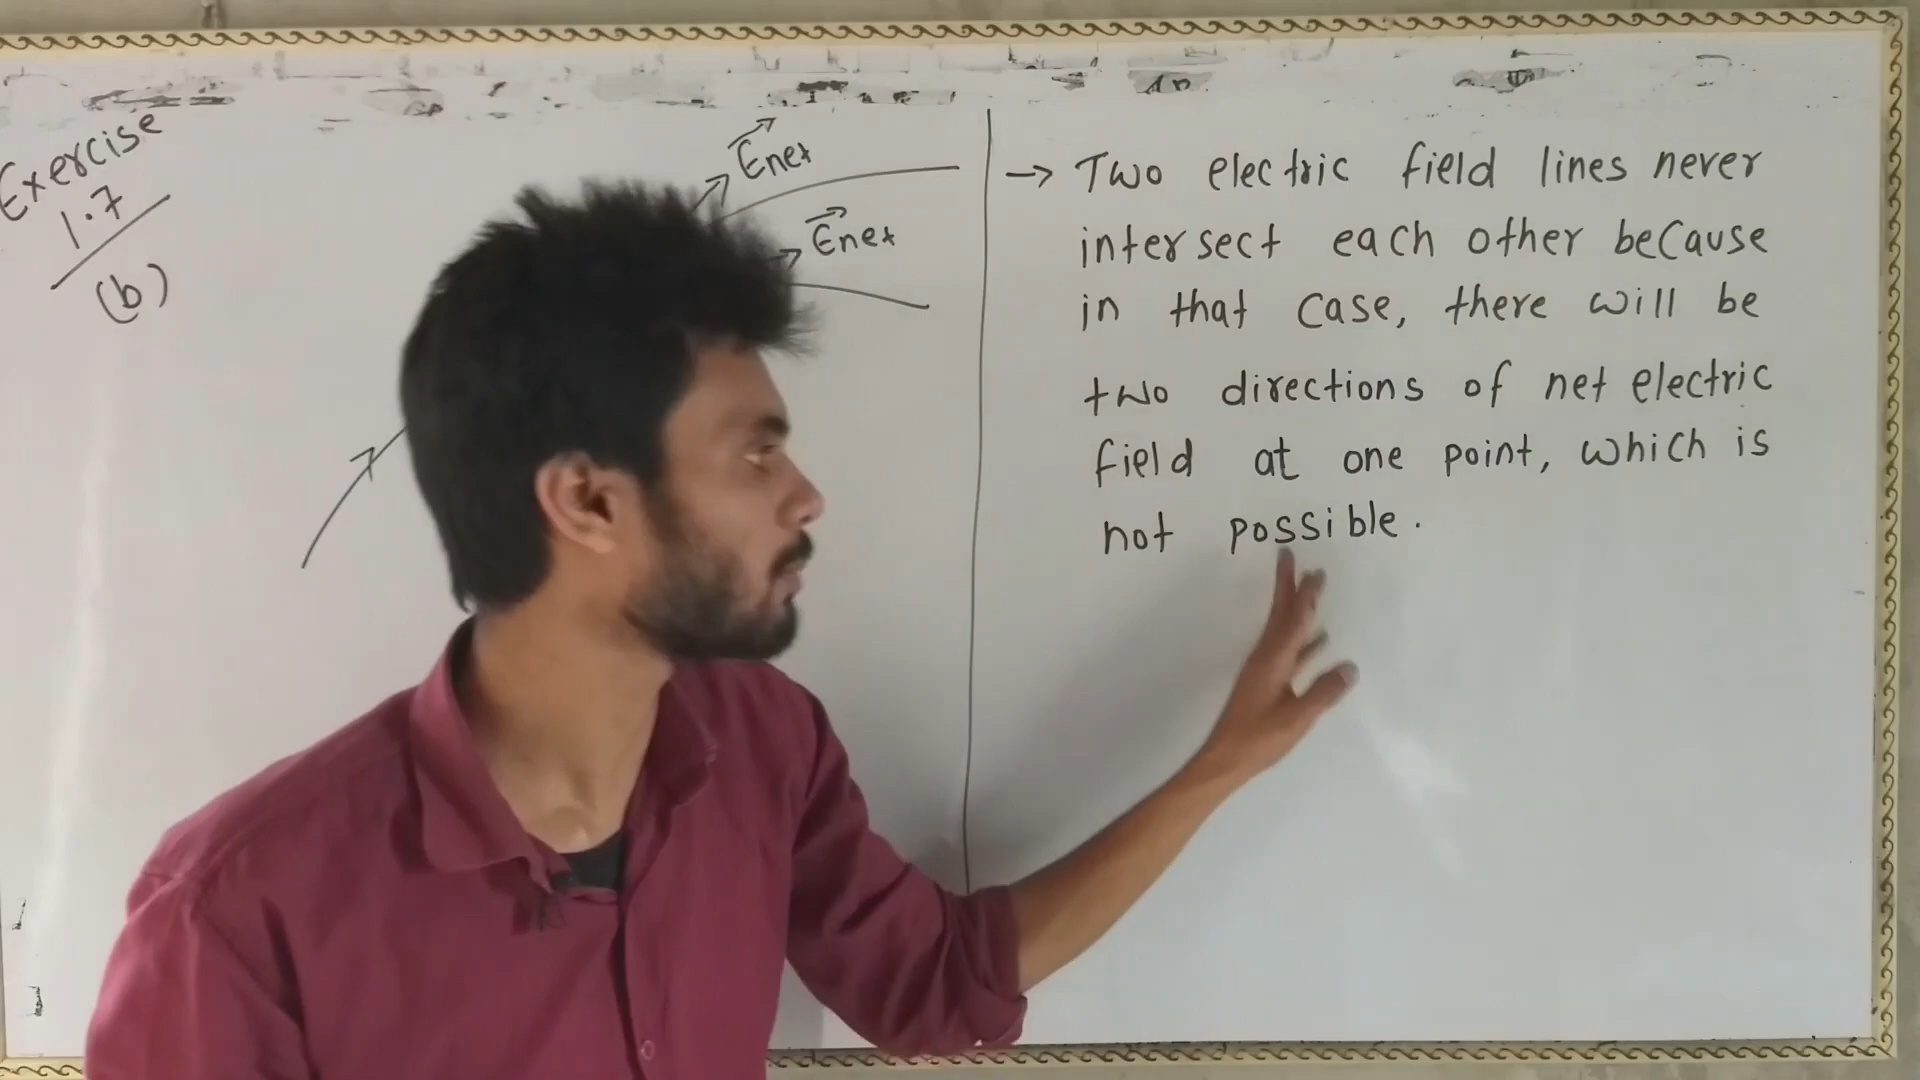 Exercise
1.7
(b)
Enet
Enet
→ Two electric field lines never
intersect each other because
in that case, there will be
two directions of net electric
field at one point, which is
not possible.